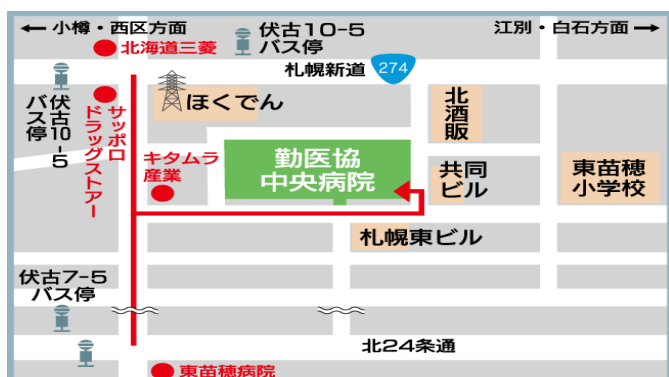 ← 小樽・西区方面
伏古10-5
バス停
江別・白石方面 →
北海道三菱
札幌新道
274
伏古10-5
バス停
サッポロ
ドラッグストアー
ほくでん
北酒販
キタムラ
産業
勤医協
中央病院
共同
ビル
東苗穂
小学校
札幌東ビル
伏古7-5
バス停
北24条通
東苗穂病院